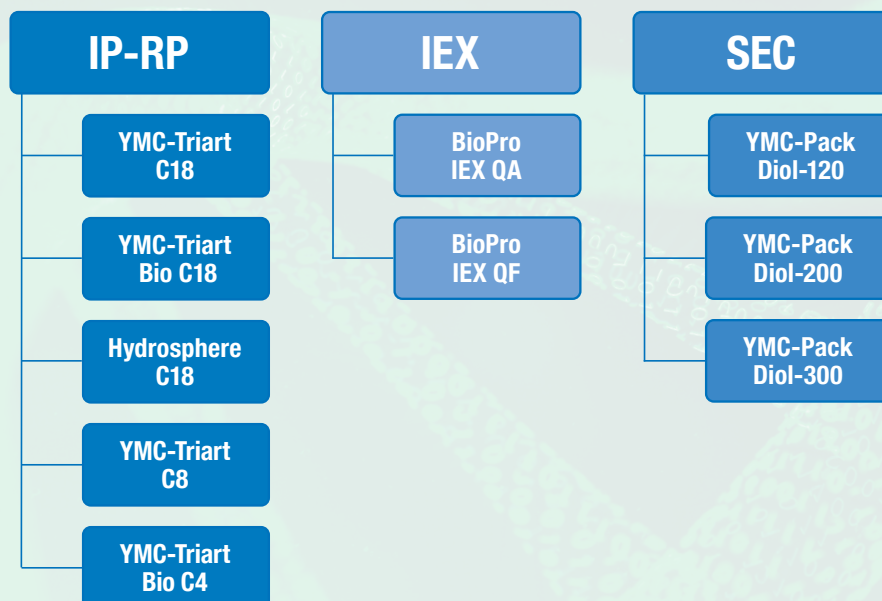 IP-RP
YMC-Triart
C18
YMC-Triart
Bio C18
Hydrosphere
C18
YMC-Triart
C8
YMC-Triart
Bio C4
IEX
BioPro
IEX QA
BioPro
IEX QF
SEC
YMC-Pack
Diol-120
YMC-Pack
Diol-200
YMC-Pack
Diol-300